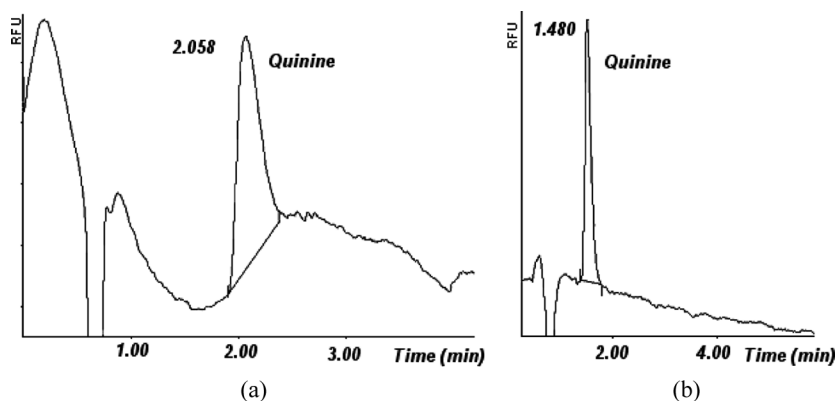 RFU
2.058
Quinine
1.00
2.00
3.00
Time (min)
(a)
RFU
1.480
Quinine
2.00
4.00
Time (min)
(b)